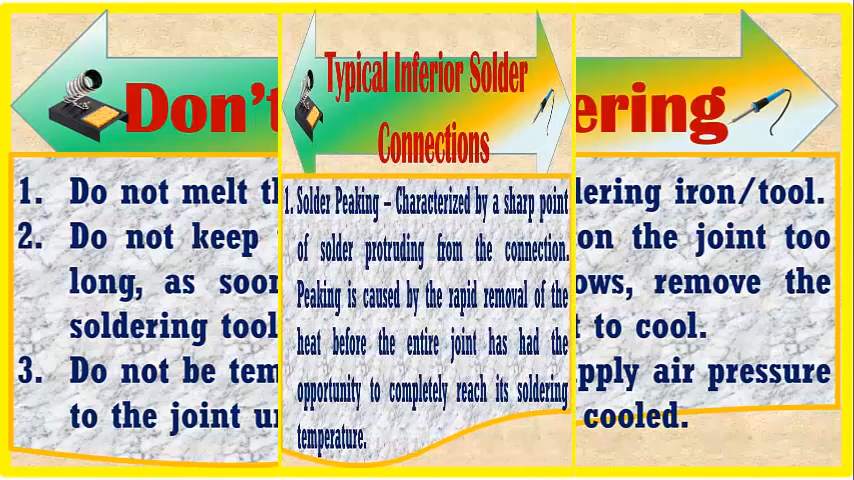 Don't
ering
Typical Inferior Solder
Connections
1. Do not melt th
dering iron/tool.
2. Do not keep
on the joint too
long, as soon
ows, remove the
soldering tool
to cool.
3. Do not be tem
pply air pressure
to the joint un
cooled.
1. Solder Peaking – Characterized by a sharp point
of solder protruding from the connection.
Peaking is caused by the rapid removal of the
heat before the entire joint has had the
opportunity to completely reach its soldering
temperature.